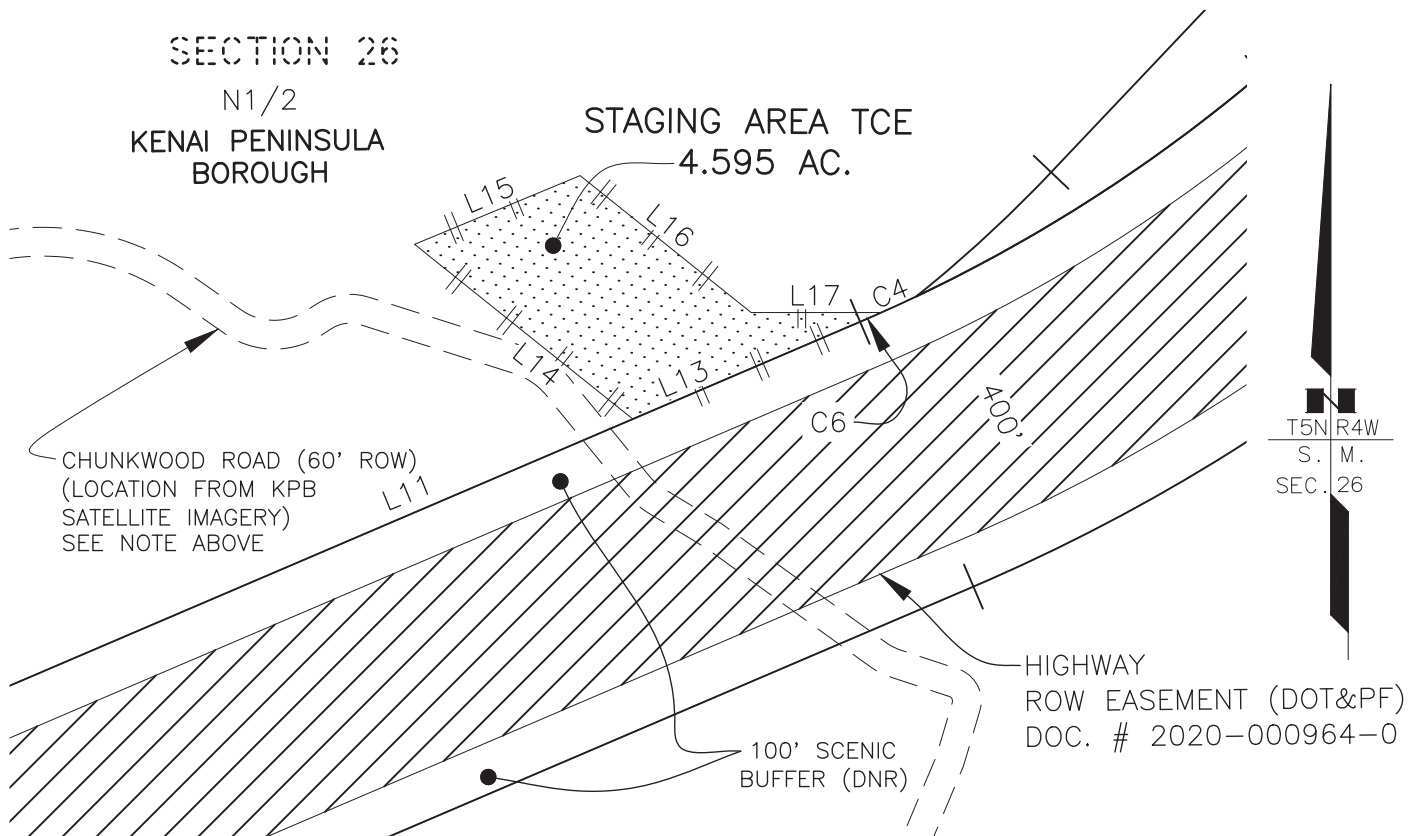 SECTION 26
N1/2
KENAI PENINSULA
BOROUGH
STAGING AREA TCE
4.595 AC.
L15
L16
L17
C4
L14
L13
C6
400'
L11
CHUNKWOOD ROAD (60' ROW)
(LOCATION FROM KPB
SATELLITE IMAGERY)
SEE NOTE ABOVE
N
T5N R4W
S. M.
SEC. 26
HIGHWAY
ROW EASEMENT (DOT&PF)
DOC. # 2020-000964-0
100' SCENIC
BUFFER (DNR)